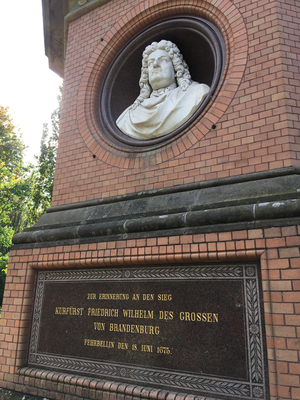 ZUR ERINNERUNG AN DEN SIEG
KURFÜRST FRIEDRICH WILHELM DES GROSSEN
VON BRANDENBURG
FEHRBELLIN DEN 18. JUNI 1675.